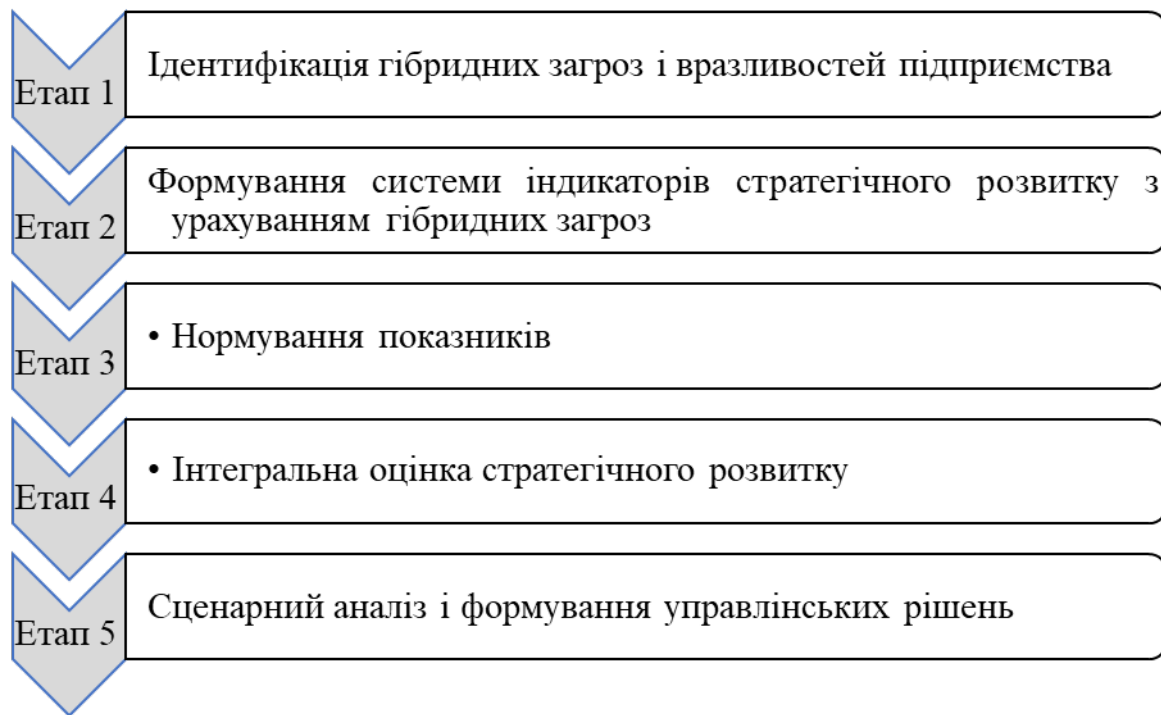 Етап 1
Ідентифікація гібридних загроз і вразливостей підприємства
Етап 2
Формування системи індикаторів стратегічного розвитку з
урахуванням гібридних загроз
Етап 3
• Нормування показників
Етап 4
• Інтегральна оцінка стратегічного розвитку
Етап 5
Сценарний аналіз і формування управлінських рішень